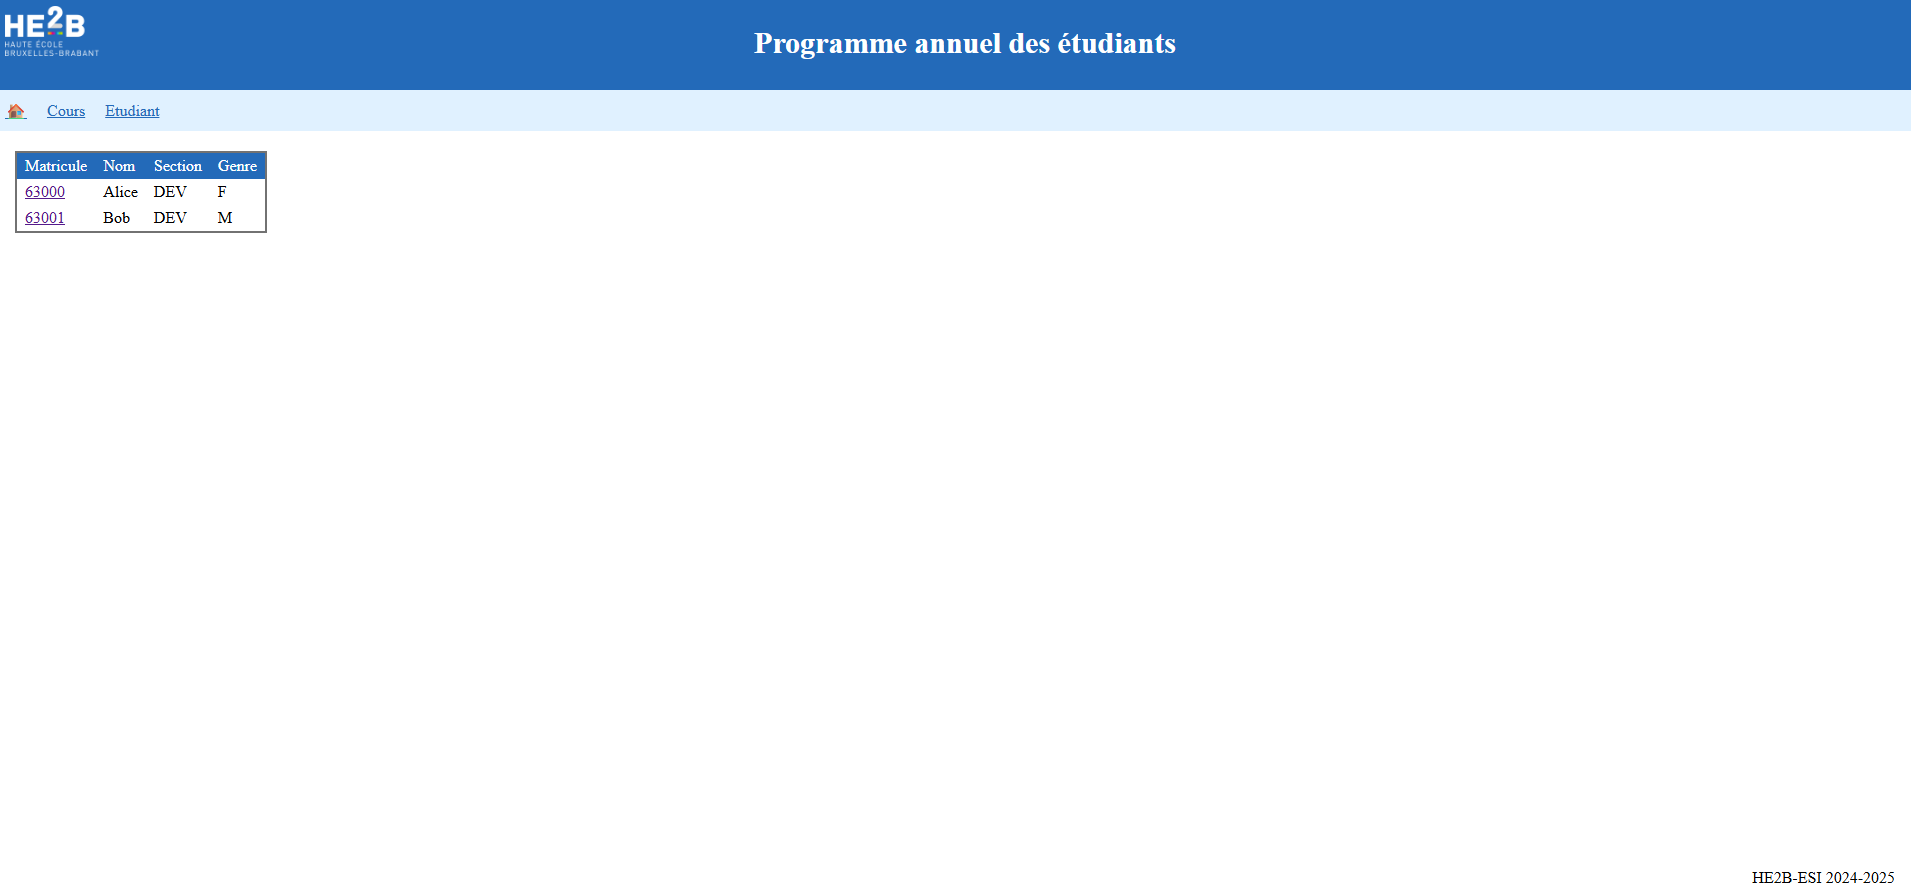 HE2B
HAUTE ÉCOLE
BRUXELLES-BRABANT
Programme annuel des étudiants
Cours Etudiant
Matricule Nom Section Genre
63000 Alice DEV F
63001 Bob DEV M
HE2B-ESI 2024-2025